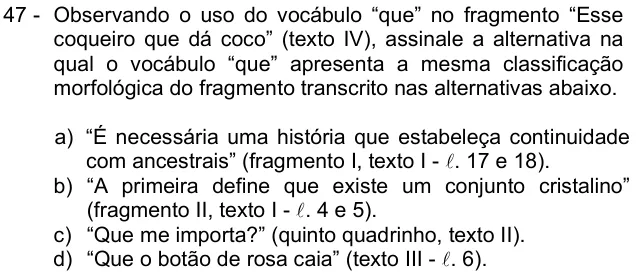 47 - Observando o uso do vocábulo “que” no fragmento “Esse
coqueiro que dá coco” (texto IV), assinale a alternativa na
qual o vocábulo “que” apresenta a mesma classificação
morfológica do fragmento transcrito nas alternativas abaixo.
a) “É necessária uma história que estabeleça continuidade
com ancestrais” (fragmento I, texto I - ℓ. 17 e 18).
b) “A primeira define que existe um conjunto cristalino”
(fragmento II, texto I - ℓ. 4 e 5).
c) “Que me importa?” (quinto quadrinho, texto II).
d) “Que o botão de rosa caia” (texto III - ℓ. 6).